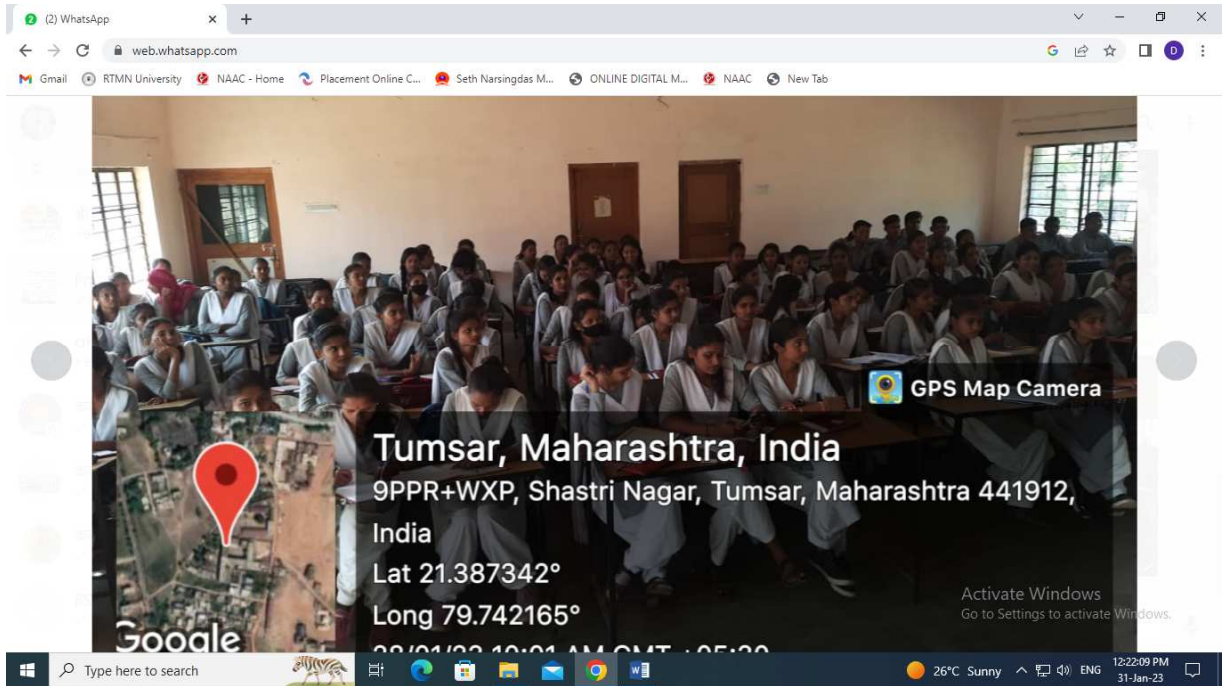 (2) WhatsApp
web.whatsapp.com
Gmail RTMN University NAAC - Home Placement Online C... Seth Narsingdas M... ONLINE DIGITAL M... NAAC New Tab
GPS Map Camera
Tumsar, Maharashtra, India
9PPR+WXP, Shastri Nagar, Tumsar, Maharashtra 441912,
India
Lat 21.387342°
Long 79.742165°
Google
Activate Windows
Go to Settings to activate Windows.
Type here to search
26°C Sunny
ENG
12:22:09 PM
31-Jan-23